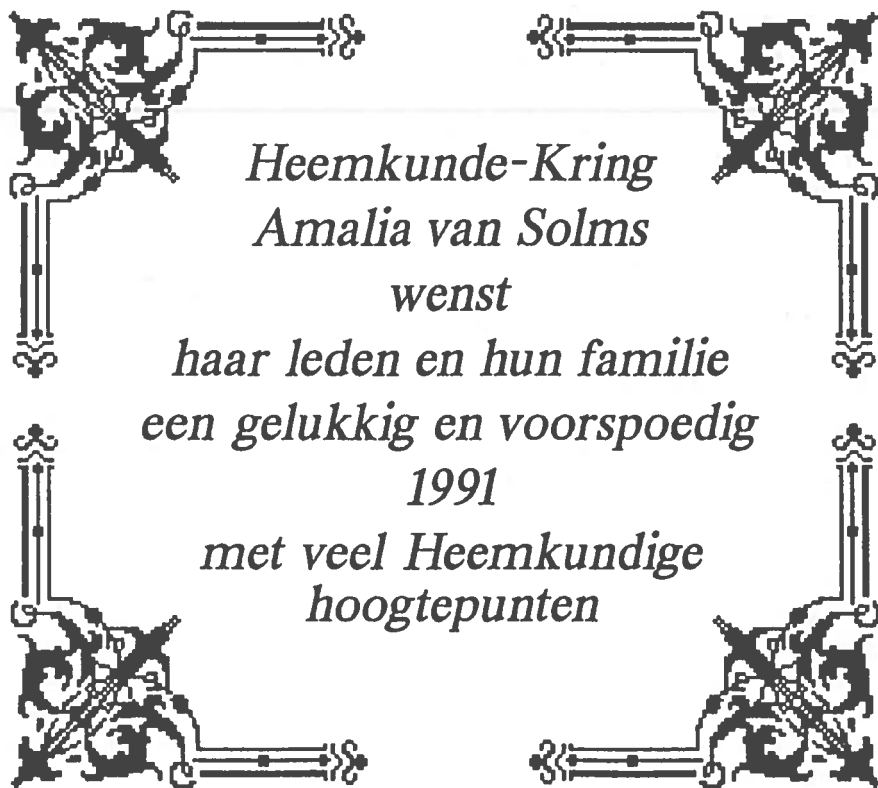 Heemkunde-Kring
Amalia van Solms
wenst
haar leden en hun familie
een gelukkig en voorspoedig
1991
met veel Heemkundige
hoogtepunten